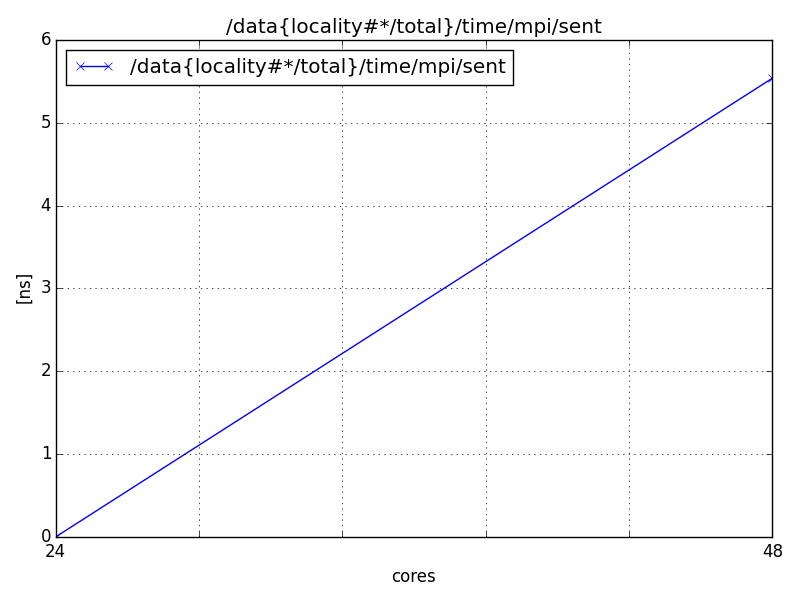 /data{locality#*/total}/time/mpi/sent
/data{locality#*/total}/time/mpi/sent
6
5
4
3
2
1
0
[ns]
24
48
cores